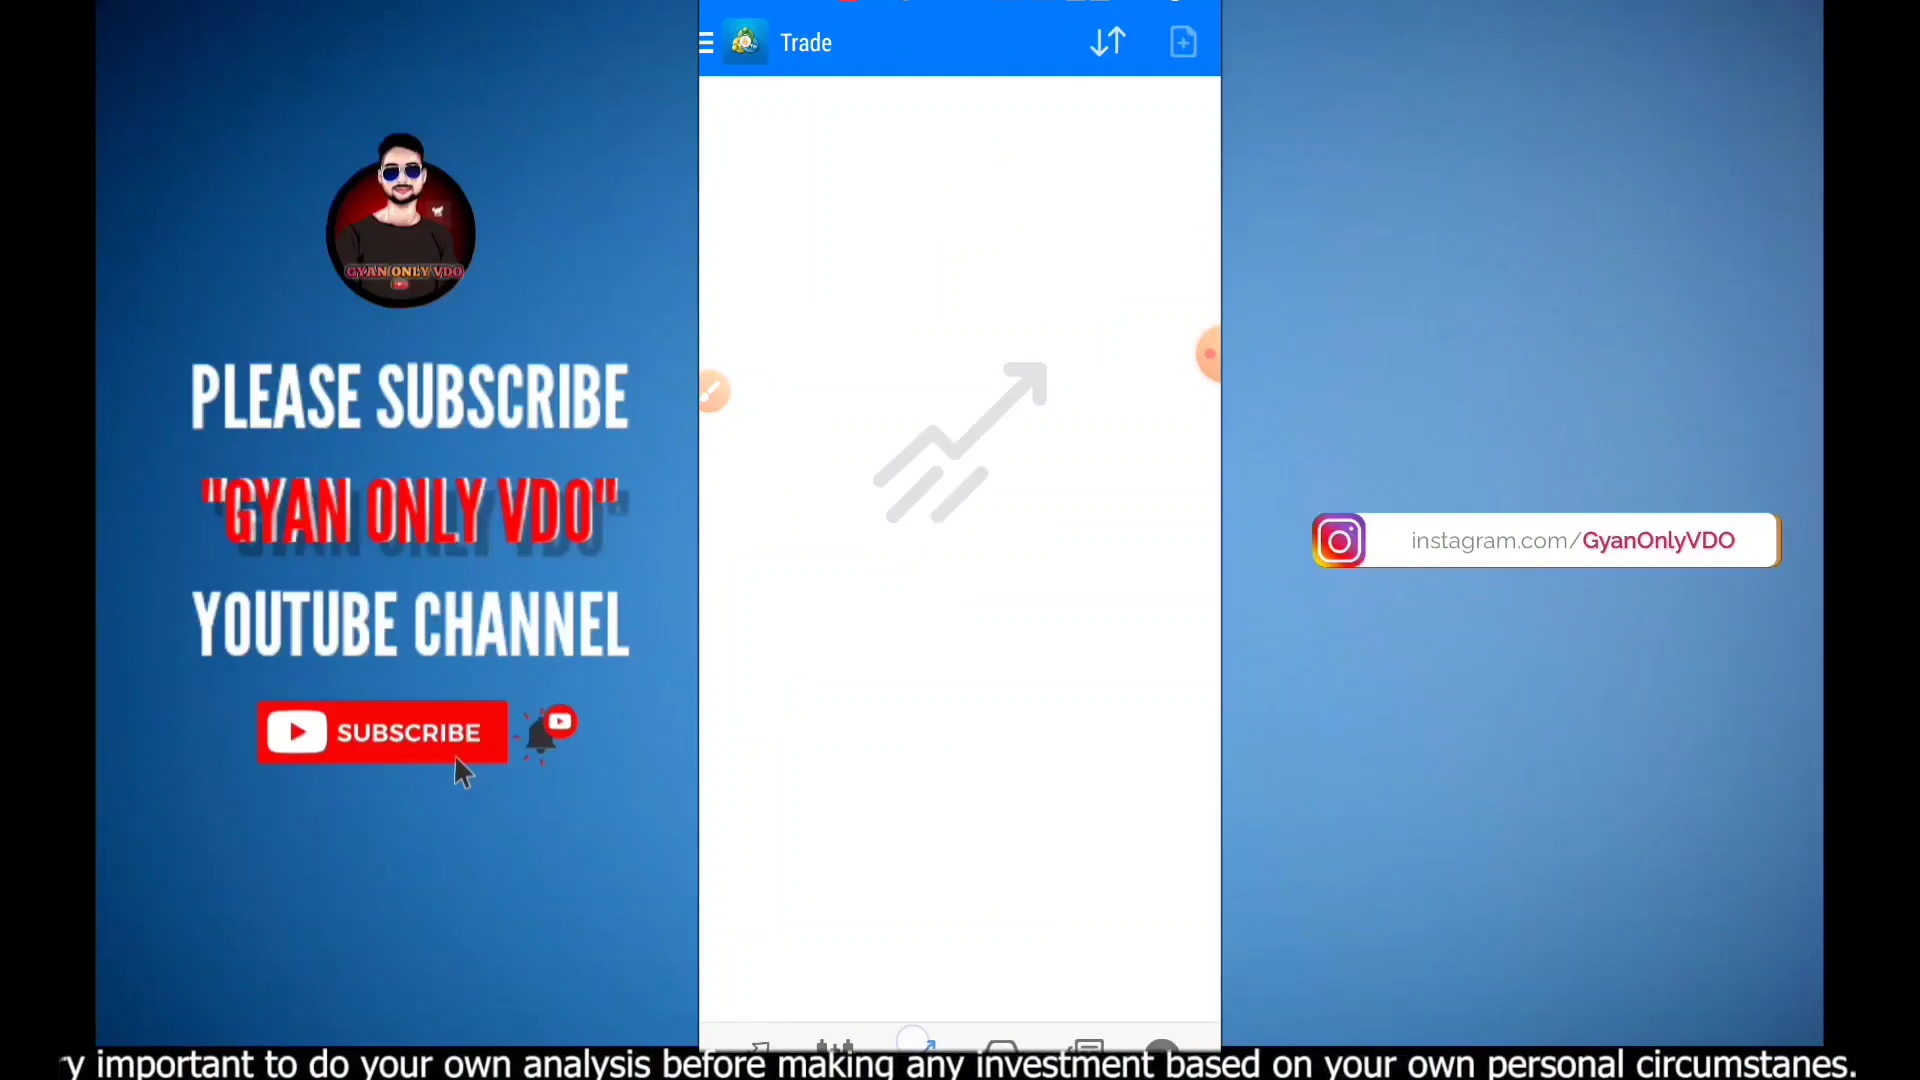 Trade
GYAN ONLY VDO
PLEASE SUBSCRIBE
"GYAN ONLY VDO"
YOUTUBE CHANNEL
SUBSCRIBE
instagram.com/GyanOnlyVDO
y important to do your own analysis before making any investment based on your own personal circumstanes.